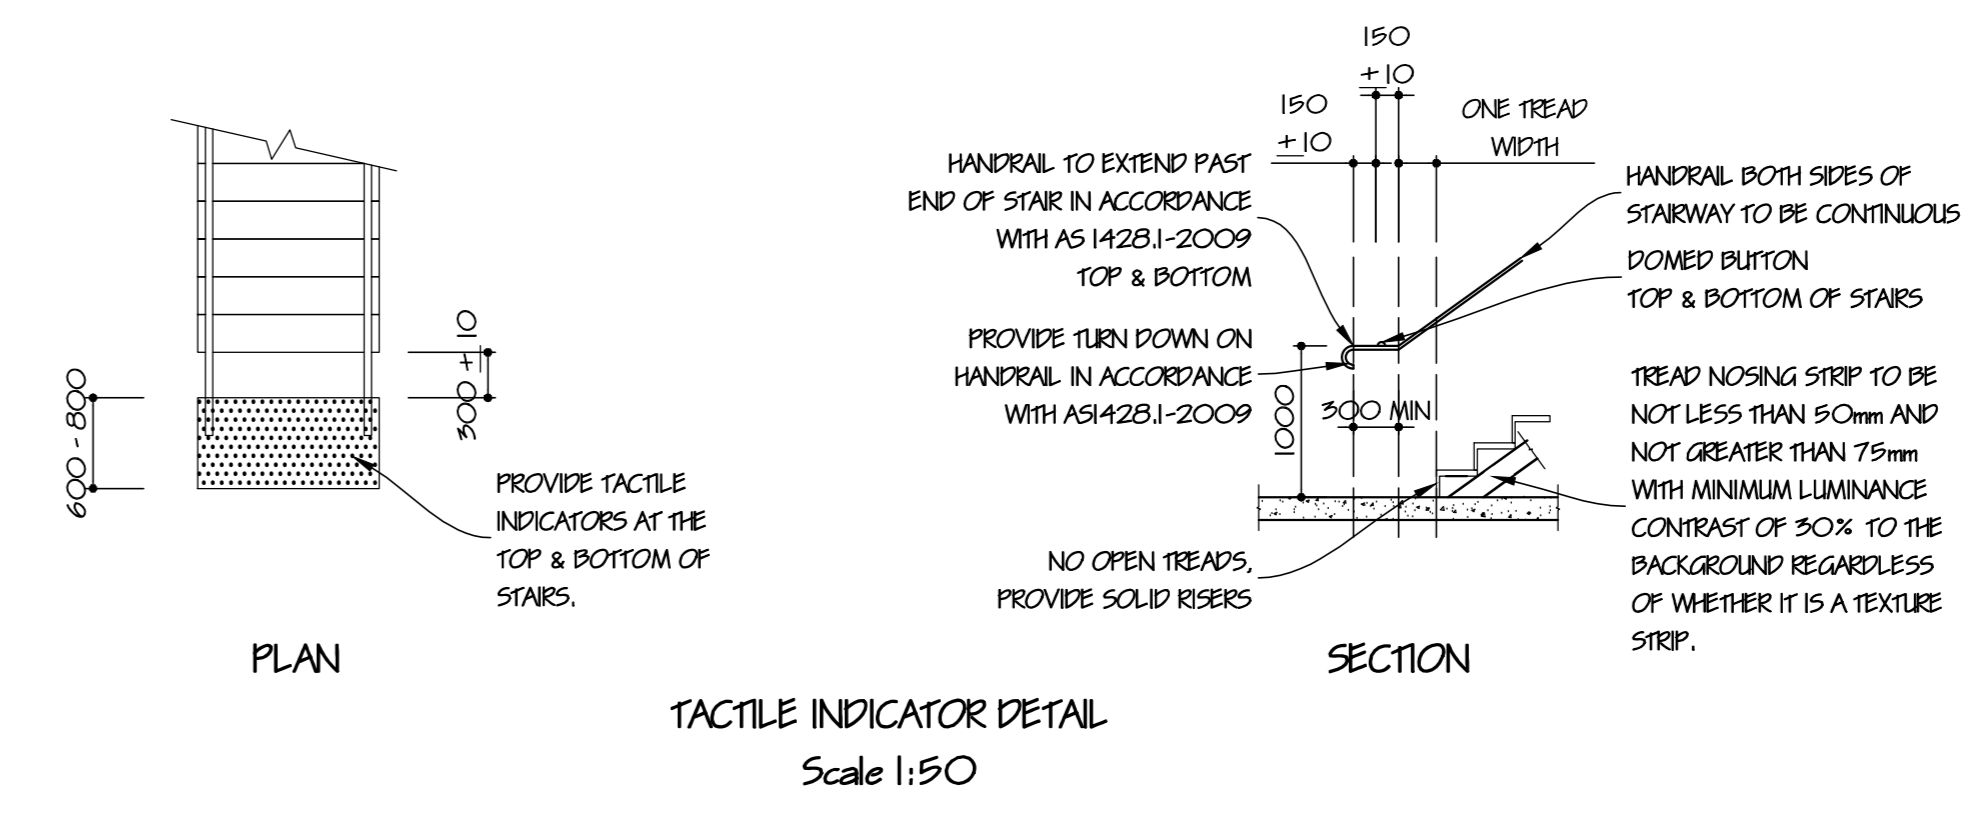 600 - 800
300 ±10
PROVIDE TACTILE
INDICATORS AT THE
TOP & BOTTOM OF
STAIRS.
PLAN
150
±10
150
±10
ONE TREAD
WIDTH
HANDRAIL TO EXTEND PAST
END OF STAIR IN ACCORDANCE
WITH AS 1428.1-2009
TOP & BOTTOM
PROVIDE TURN DOWN ON
HANDRAIL IN ACCORDANCE
WITH AS1428.1-2009
1000
300 MIN
NO OPEN TREADS,
PROVIDE SOLID RISERS
HANDRAIL BOTH SIDES OF
STAIRWAY TO BE CONTINUOUS
DOMED BUTTON
TOP & BOTTOM OF STAIRS
TREAD NOSING STRIP TO BE
NOT LESS THAN 50mm AND
NOT GREATER THAN 75mm
WITH MINIMUM LUMINANCE
CONTRAST OF 30% TO THE
BACKGROUND REGARDLESS
OF WHETHER IT IS A TEXTURE
STRIP.
SECTION
TACTILE INDICATOR DETAIL
Scale 1:50